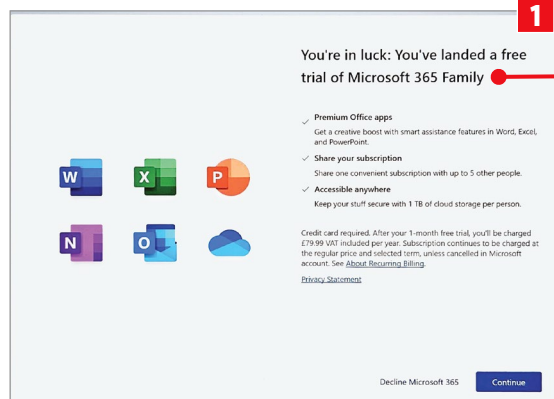 1
You're in luck: You've landed a free
trial of Microsoft 365 Family
Premium Office apps
Get a creative boost with smart assistance features in Word, Excel,
and PowerPoint.
Share your subscription
Share one convenient subscription with up to 5 other people.
Accessible anywhere
Keep your stuff secure with 1 TB of cloud storage per person.
W
X
P
N
O
Credit card required. After your 1-month free trial, you'll be charged
£79.99 VAT included per year. Subscription continues to be charged at
the regular price and selected term, unless cancelled in Microsoft
account. See About Recurring Billing.
Privacy Statement
Decline Microsoft 365
Continue